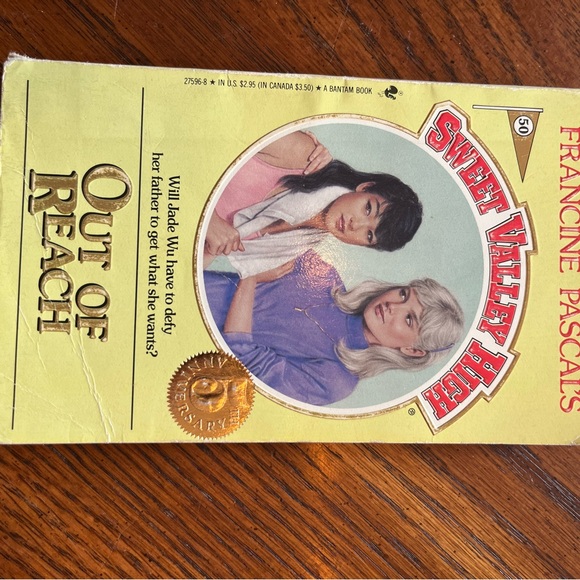 FRANCINE PASCAL'S
50
SWEET VALLEY HIGH
®
27596-8 ★ IN U.S. $2.95 (IN CANADA $3.50) ★ A BANTAM BOOK
Will Jade Wu have to defy
her father to get what she wants?
OUT OF
REACH
ANNIVERSARY